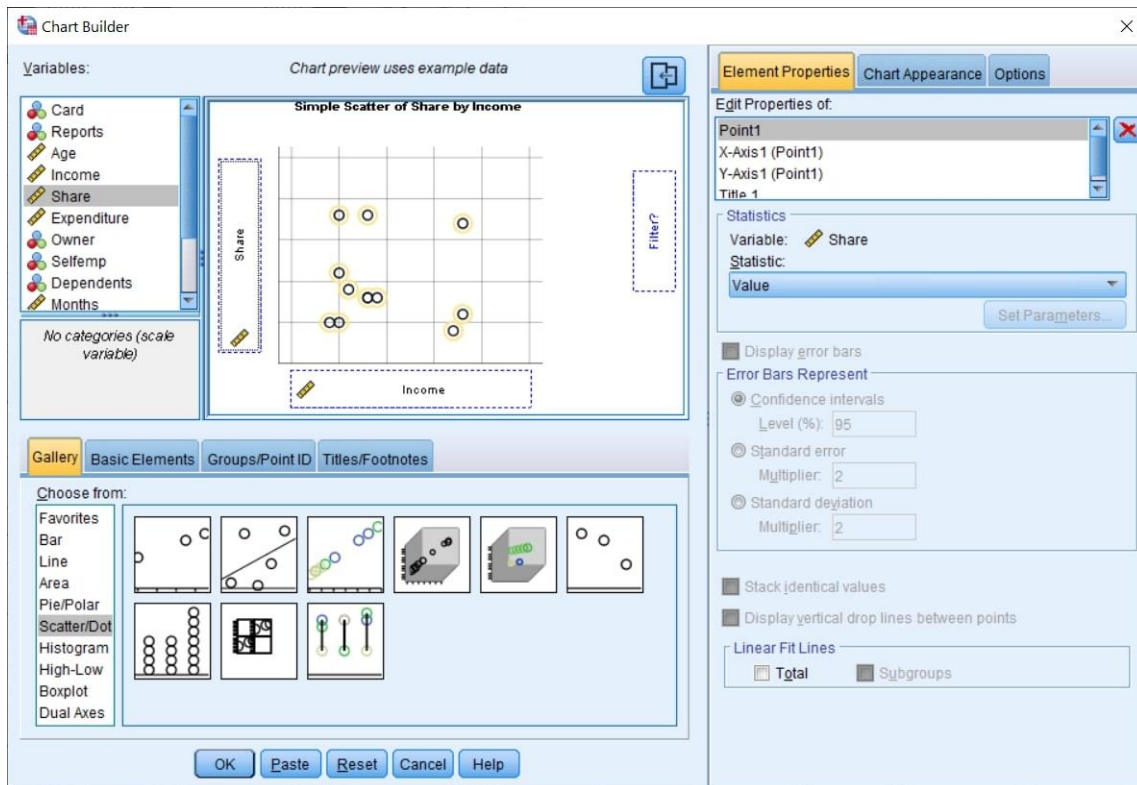 Chart Builder
Variables:
Chart preview uses example data
Card
Reports
Age
Income
Share
Expenditure
Owner
Selfemp
Dependents
Months
No categories (scale
variable)
Simple Scatter of Share by Income
Share
Filter?
Income
Gallery
Basic Elements
Groups/Point ID
Titles/Footnotes
Choose from:
Favorites
Bar
Line
Area
Pie/Polar
Scatter/Dot
Histogram
High-Low
Boxplot
Dual Axes
OK
Paste
Reset
Cancel
Help
Element Properties
Chart Appearance
Options
Edit Properties of:
Point1
X-Axis1 (Point1)
Y-Axis1 (Point1)
Title 1
Statistics
Variable: Share
Statistic:
Value
Set Parameters...
Display error bars
Error Bars Represent
Confidence intervals
Level (%): 95
Standard error
Multiplier: 2
Standard deviation
Multiplier: 2
Stack identical values
Display vertical drop lines between points
Linear Fit Lines
Total
Subgroups